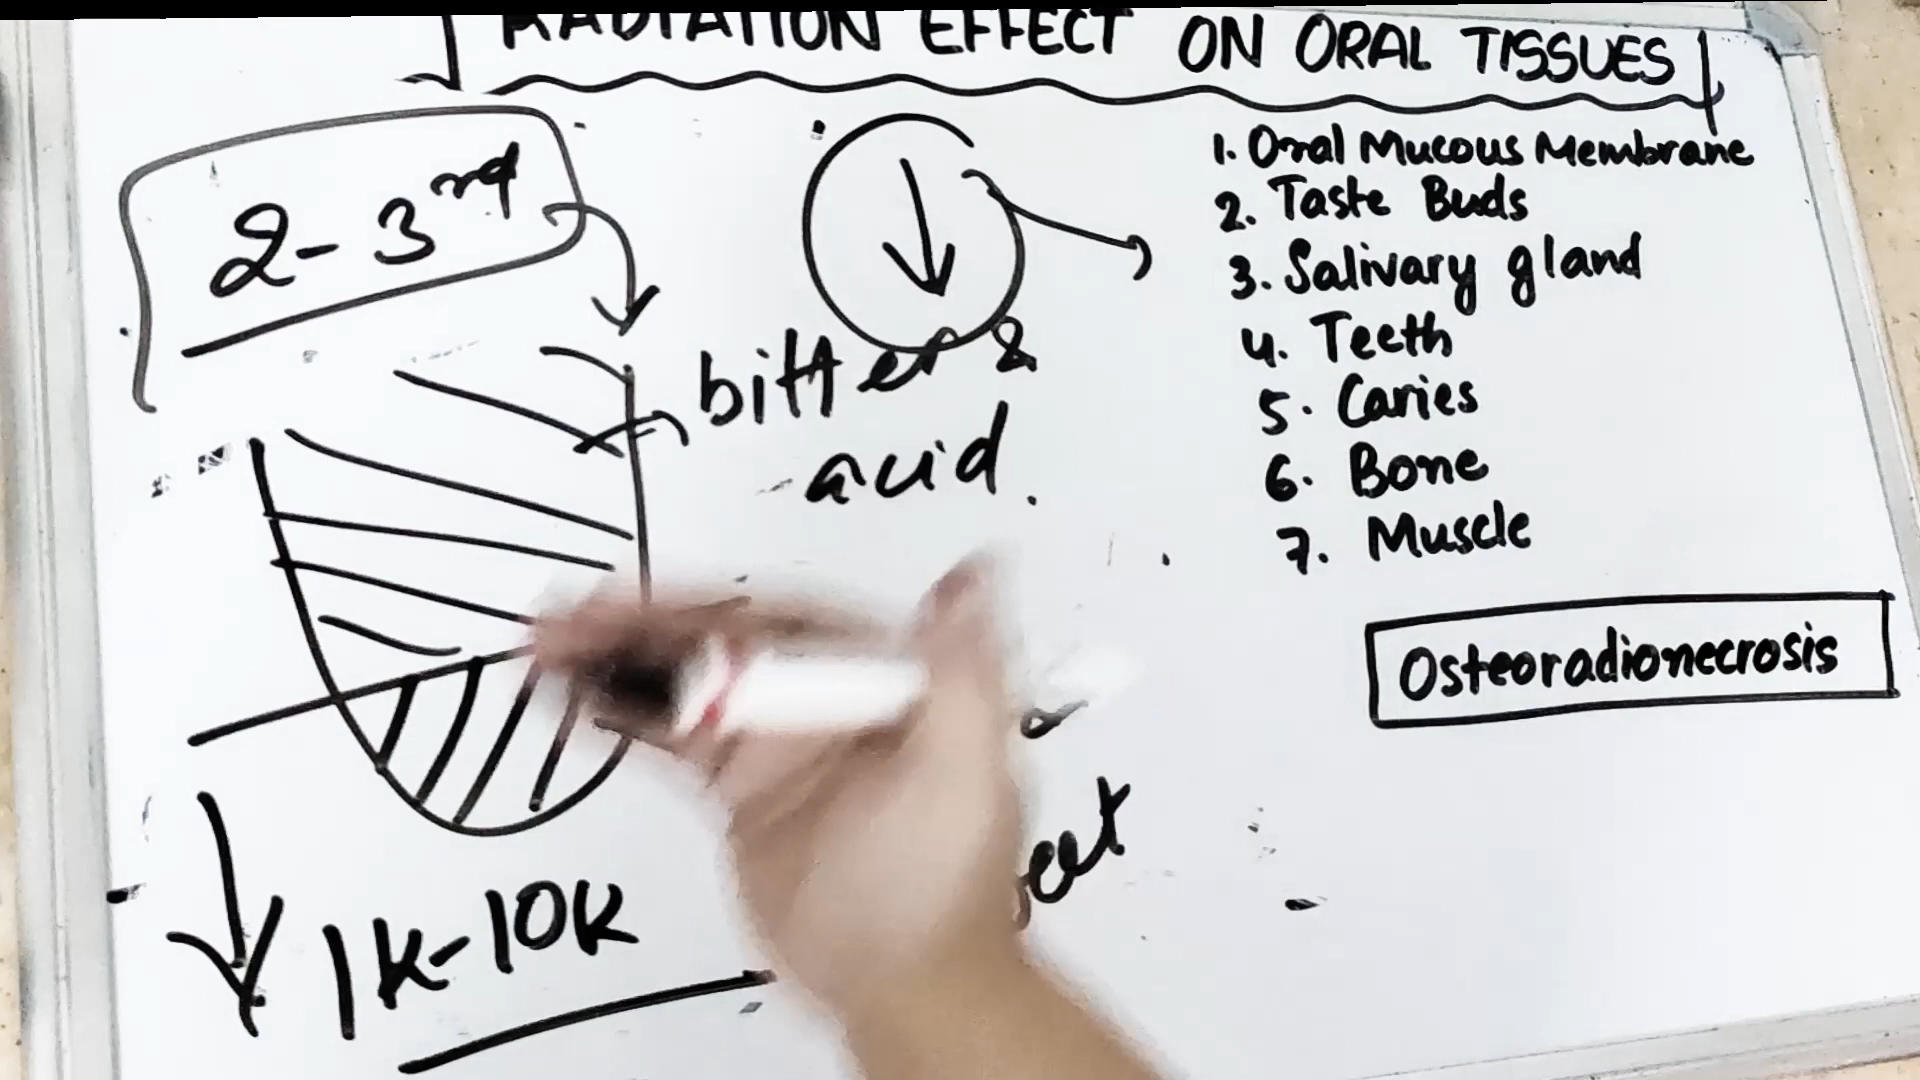 RADIATION EFFECT ON ORAL TISSUES
2-3rd
bitter &
acid.
1K-10K
1. Oral Mucous Membrane
2. Taste Buds
3. Salivary gland
4. Teeth
5. Caries
6. Bone
7. Muscle
Osteoradionecrosis